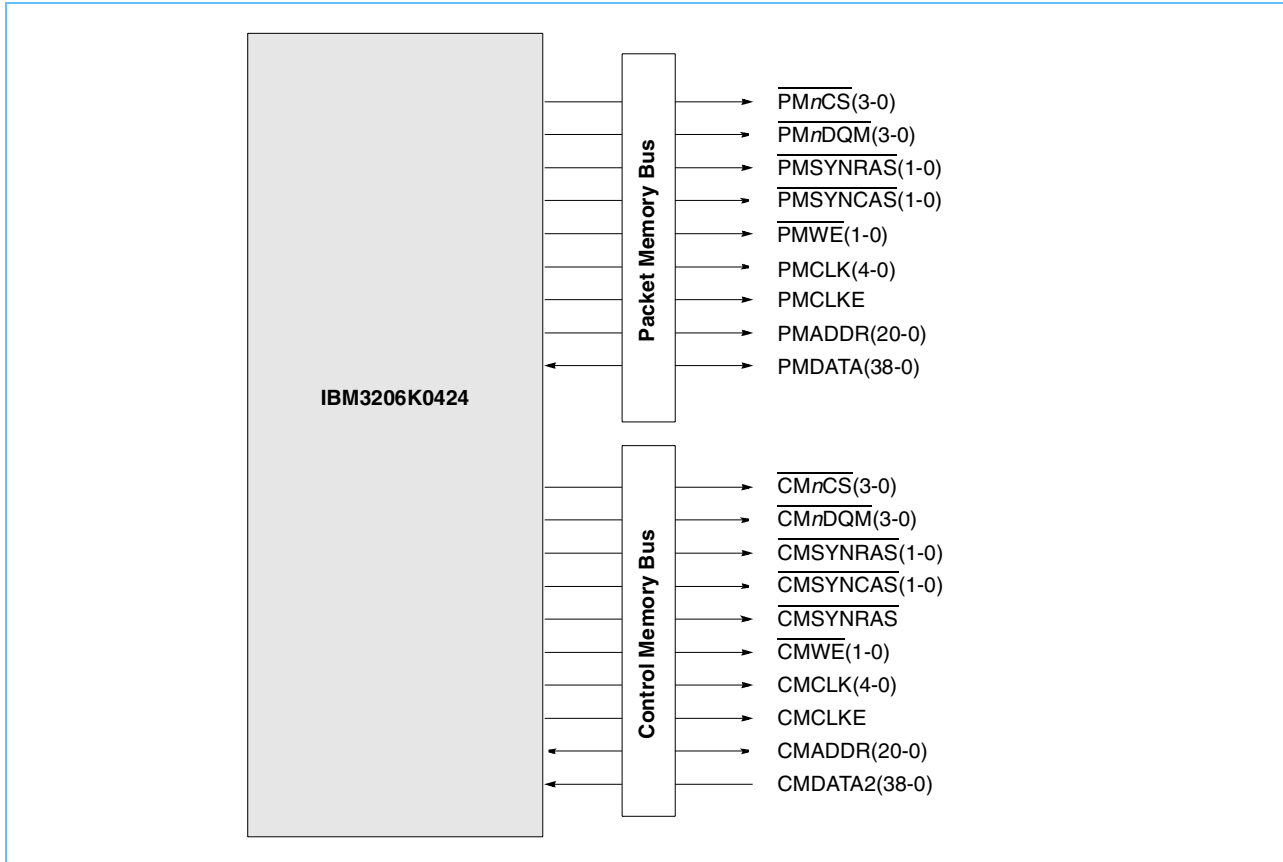 IBM3206K0424
Packet Memory Bus
PMnCS(3-0)
PMnDQM(3-0)
PMSYNRAS(1-0)
PMSYNCAS(1-0)
PMWE(1-0)
PMCLK(4-0)
PMCLKE
PMADDR(20-0)
PMDATA(38-0)
Control Memory Bus
CMnCS(3-0)
CMnDQM(3-0)
CMSYNRAS(1-0)
CMSYNCAS(1-0)
CMSYNRAS
CMWE(1-0)
CMCLK(4-0)
CMCLKE
CMADDR(20-0)
CMDATA2(38-0)